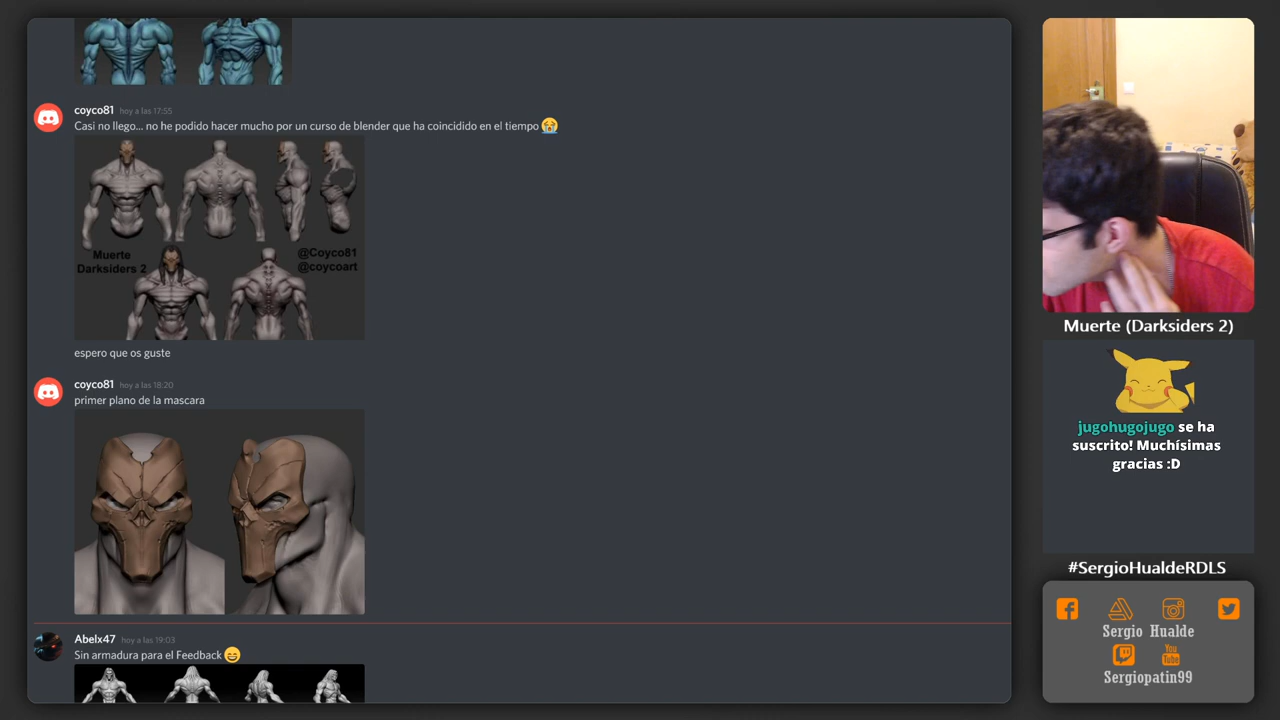 coyco81 hoy a las 17:55
Casi no llego... no he podido hacer mucho por un curso de blender que ha coincidido en el tiempo 😭
Muerte
Darksiders 2
@Coyco81
@coycoart
espero que os guste
coyco81 hoy a las 18:20
primer plano de la mascara
Abelx47 hoy a las 19:03
Sin armadura para el Feedback 😄
Muerte (Darksiders 2)
jugohugojugo se ha
suscrito! Muchísimas
gracias :D
#SergioHualdeRDLS
Sergio Hualde
You
Tube
Sergiopatin99